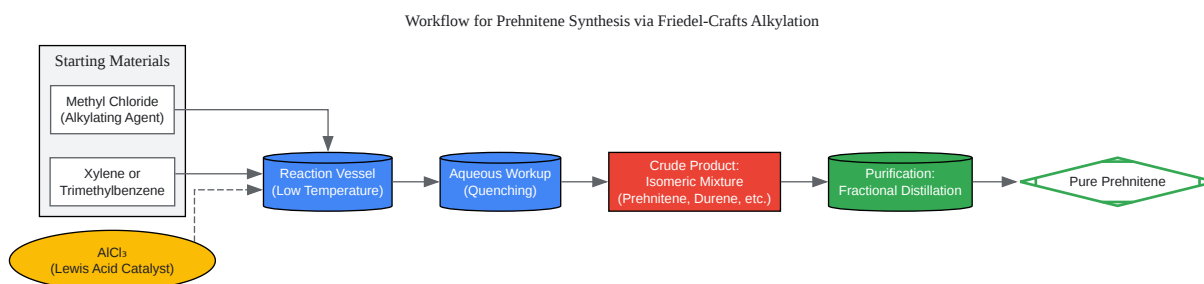 Workflow for Prehnitene Synthesis via Friedel-Crafts Alkylation
Starting Materials
Methyl Chloride
(Alkylating Agent)
Xylene or
Trimethylbenzene
AlCl₃
(Lewis Acid Catalyst)
Reaction Vessel
(Low Temperature)
Aqueous Workup
(Quenching)
Crude Product:
Isomeric Mixture
(Prehnitene, Durene, etc.)
Purification:
Fractional Distillation
Pure Prehnitene